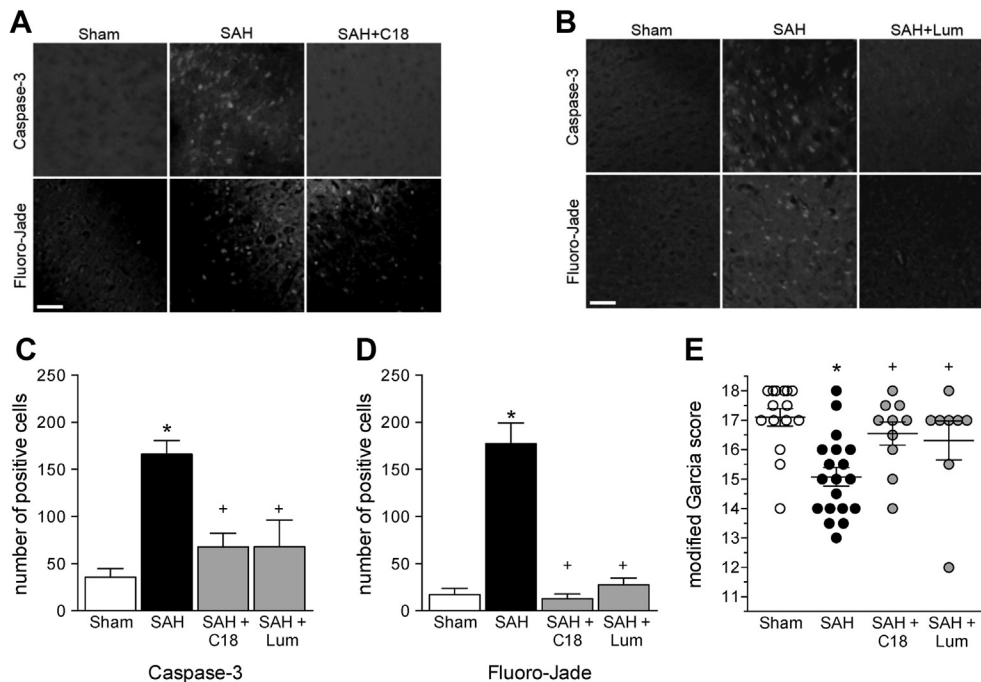 A
Sham SAH SAH+C18
Caspase-3
Fluoro-Jade
B
Sham SAH SAH+Lum
Caspase-3
Fluoro-Jade
C
number of positive cells
250
200
150
100
50
0
*
+
+
Sham SAH SAH + C18 SAH + Lum
Caspase-3
D
number of positive cells
250
200
150
100
50
0
*
+
+
Sham SAH SAH + C18 SAH + Lum
Fluoro-Jade
E
modified Garcia score
* + +
18
17
16
15
14
13
12
11
Sham SAH SAH + C18 SAH + Lum